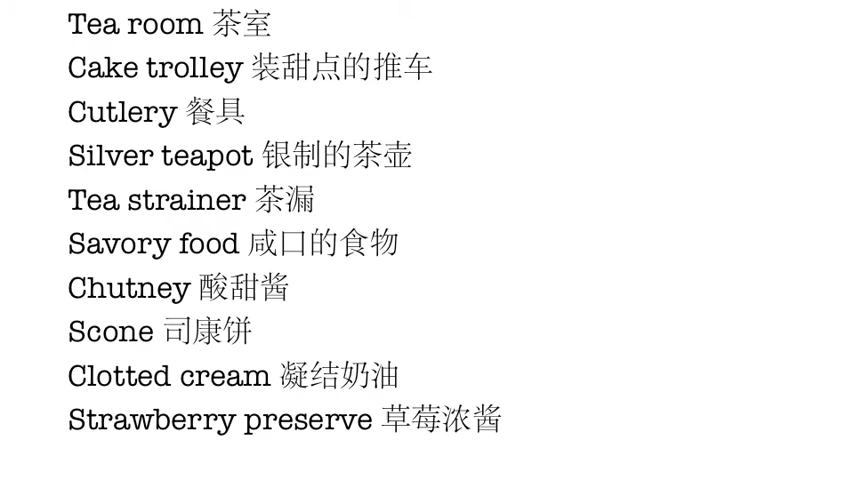 Tea room 茶室
Cake trolley 装甜点的推车
Cutlery 餐具
Silver teapot 银制的茶壶
Tea strainer 茶漏
Savory food 咸口的食物
Chutney 酸甜酱
Scone 司康饼
Clotted cream 凝结奶油
Strawberry preserve 草莓浓酱